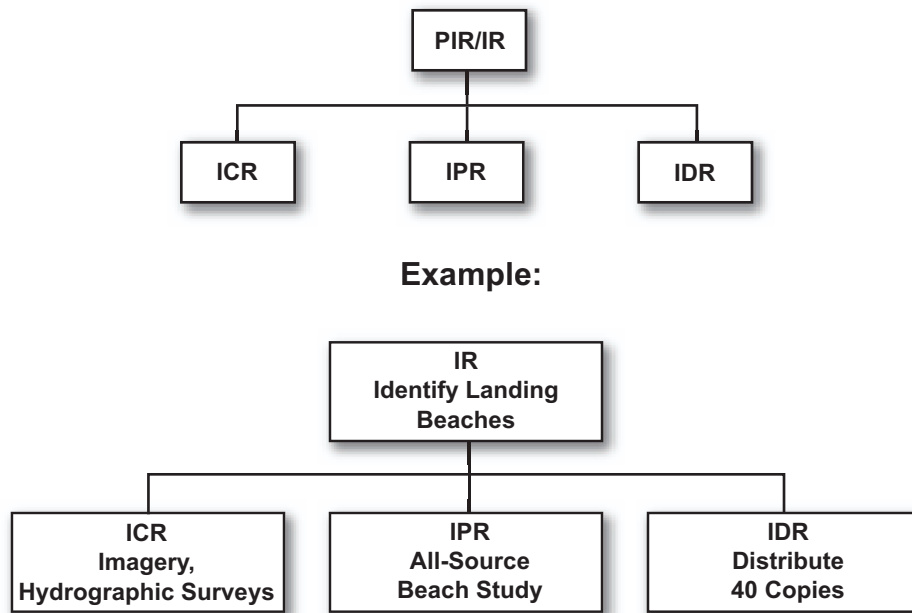 PIR/IR
ICR
IPR
IDR
Example:
IR
Identify Landing
Beaches
ICR
Imagery,
Hydrographic Surveys
IPR
All-Source
Beach Study
IDR
Distribute
40 Copies